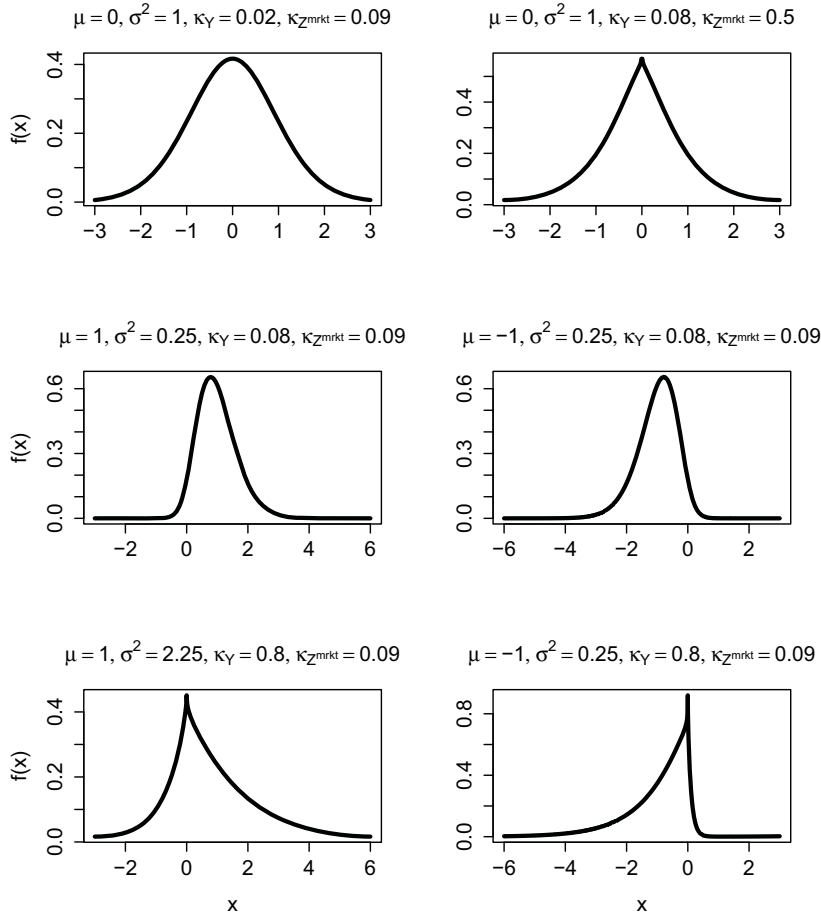 μ = 0, σ² = 1, κ_Y = 0.02, κ_Z^mrkt = 0.09
μ = 0, σ² = 1, κ_Y = 0.08, κ_Z^mrkt = 0.5
f(x)
0.0 0.2 0.4
0.0 0.2 0.4
−3 −2 −1 0 1 2 3
−3 −2 −1 0 1 2 3
μ = 1, σ² = 0.25, κ_Y = 0.08, κ_Z^mrkt = 0.09
μ = −1, σ² = 0.25, κ_Y = 0.08, κ_Z^mrkt = 0.09
f(x)
0.0 0.3 0.6
0.0 0.3 0.6
−2 0 2 4 6
−6 −4 −2 0 2
μ = 1, σ² = 2.25, κ_Y = 0.8, κ_Z^mrkt = 0.09
μ = −1, σ² = 0.25, κ_Y = 0.8, κ_Z^mrkt = 0.09
f(x)
0.0 0.2 0.4
0.0 0.4 0.8
−2 0 2 4 6
−6 −4 −2 0 2
x
x